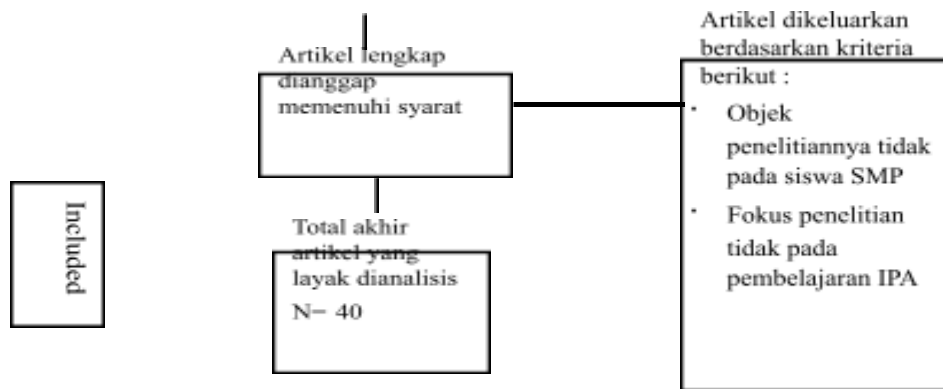 Artikel lengkap
dianggap
memenuhi syarat
Artikel dikeluarkan
berdasarkan kriteria
berikut :
· Objek
penelitiannya tidak
pada siswa SMP
· Fokus penelitian
tidak pada
pembelajaran IPA
Included
Total akhir
artikel yang
layak dianalisis
N= 40